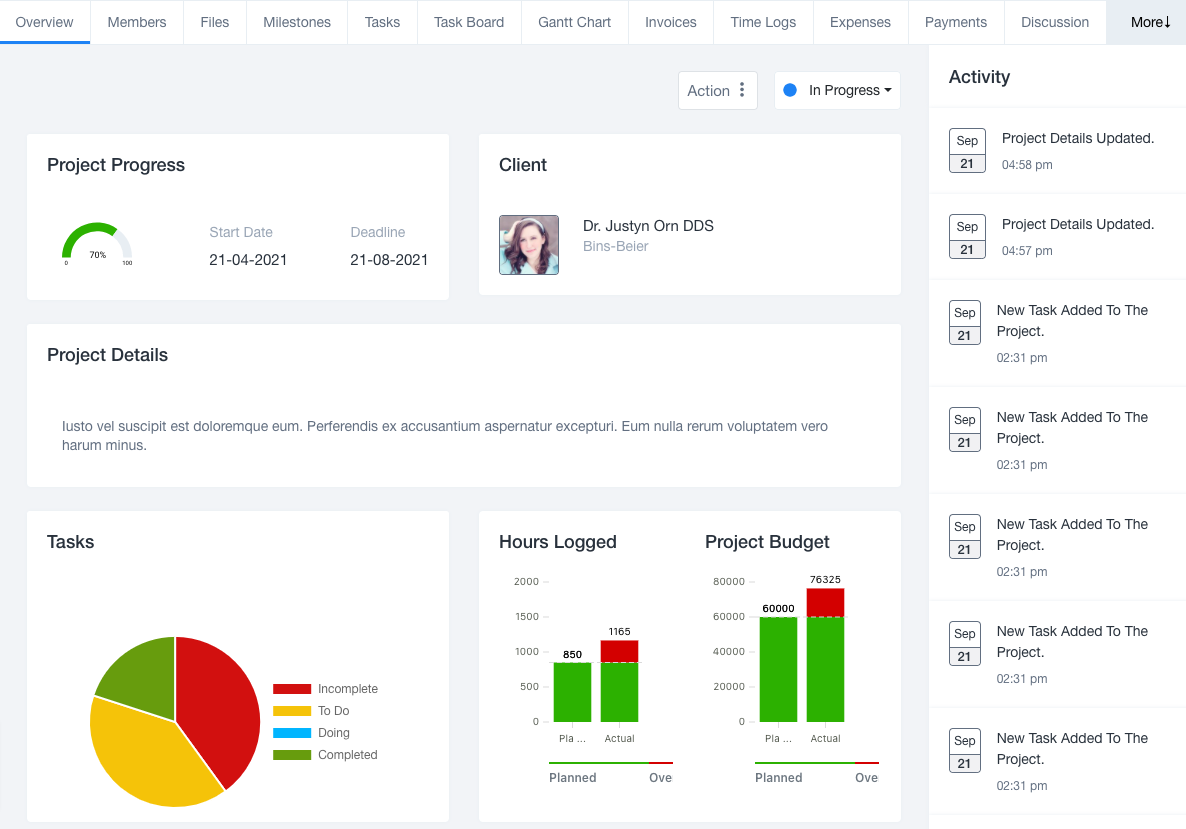 Overview Members Files Milestones Tasks Task Board Gantt Chart Invoices Time Logs Expenses Payments Discussion More↓
Action In Progress
Project Progress
70%
0 100
Start Date
21-04-2021
Deadline
21-08-2021
Client
Dr. Justyn Orn DDS
Bins-Beier
Project Details
Iusto vel suscipit est doloremque eum. Perferendis ex accusantium aspernatur excepturi. Eum nulla rerum voluptatem vero
harum minus.
Tasks
Incomplete
To Do
Doing
Completed
Hours Logged
2000
1500
1000
500
0
850
1165
Pla ... Actual
Planned Ove
Project Budget
80000
60000
40000
20000
0
60000
76325
Pla ... Actual
Planned Ove
Activity
Sep
21
Project Details Updated.
04:58 pm
Sep
21
Project Details Updated.
04:57 pm
Sep
21
New Task Added To The
Project.
02:31 pm
Sep
21
New Task Added To The
Project.
02:31 pm
Sep
21
New Task Added To The
Project.
02:31 pm
Sep
21
New Task Added To The
Project.
02:31 pm
Sep
21
New Task Added To The
Project.
02:31 pm